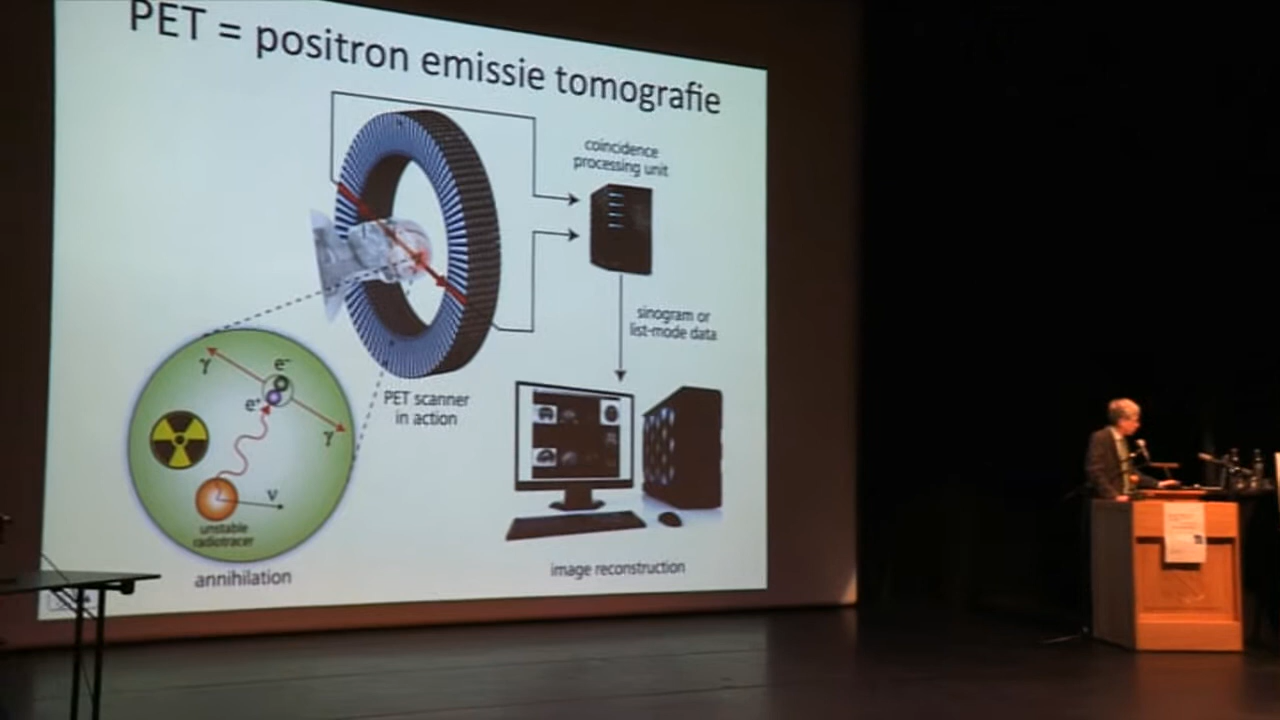 PET = positron emissie tomografie
coincidence
processing unit
sinogram or
list-mode data
PET scanner
in action
γ
e⁻
e⁺
γ
ν
unstable
radiotracer
annihilation
image reconstruction